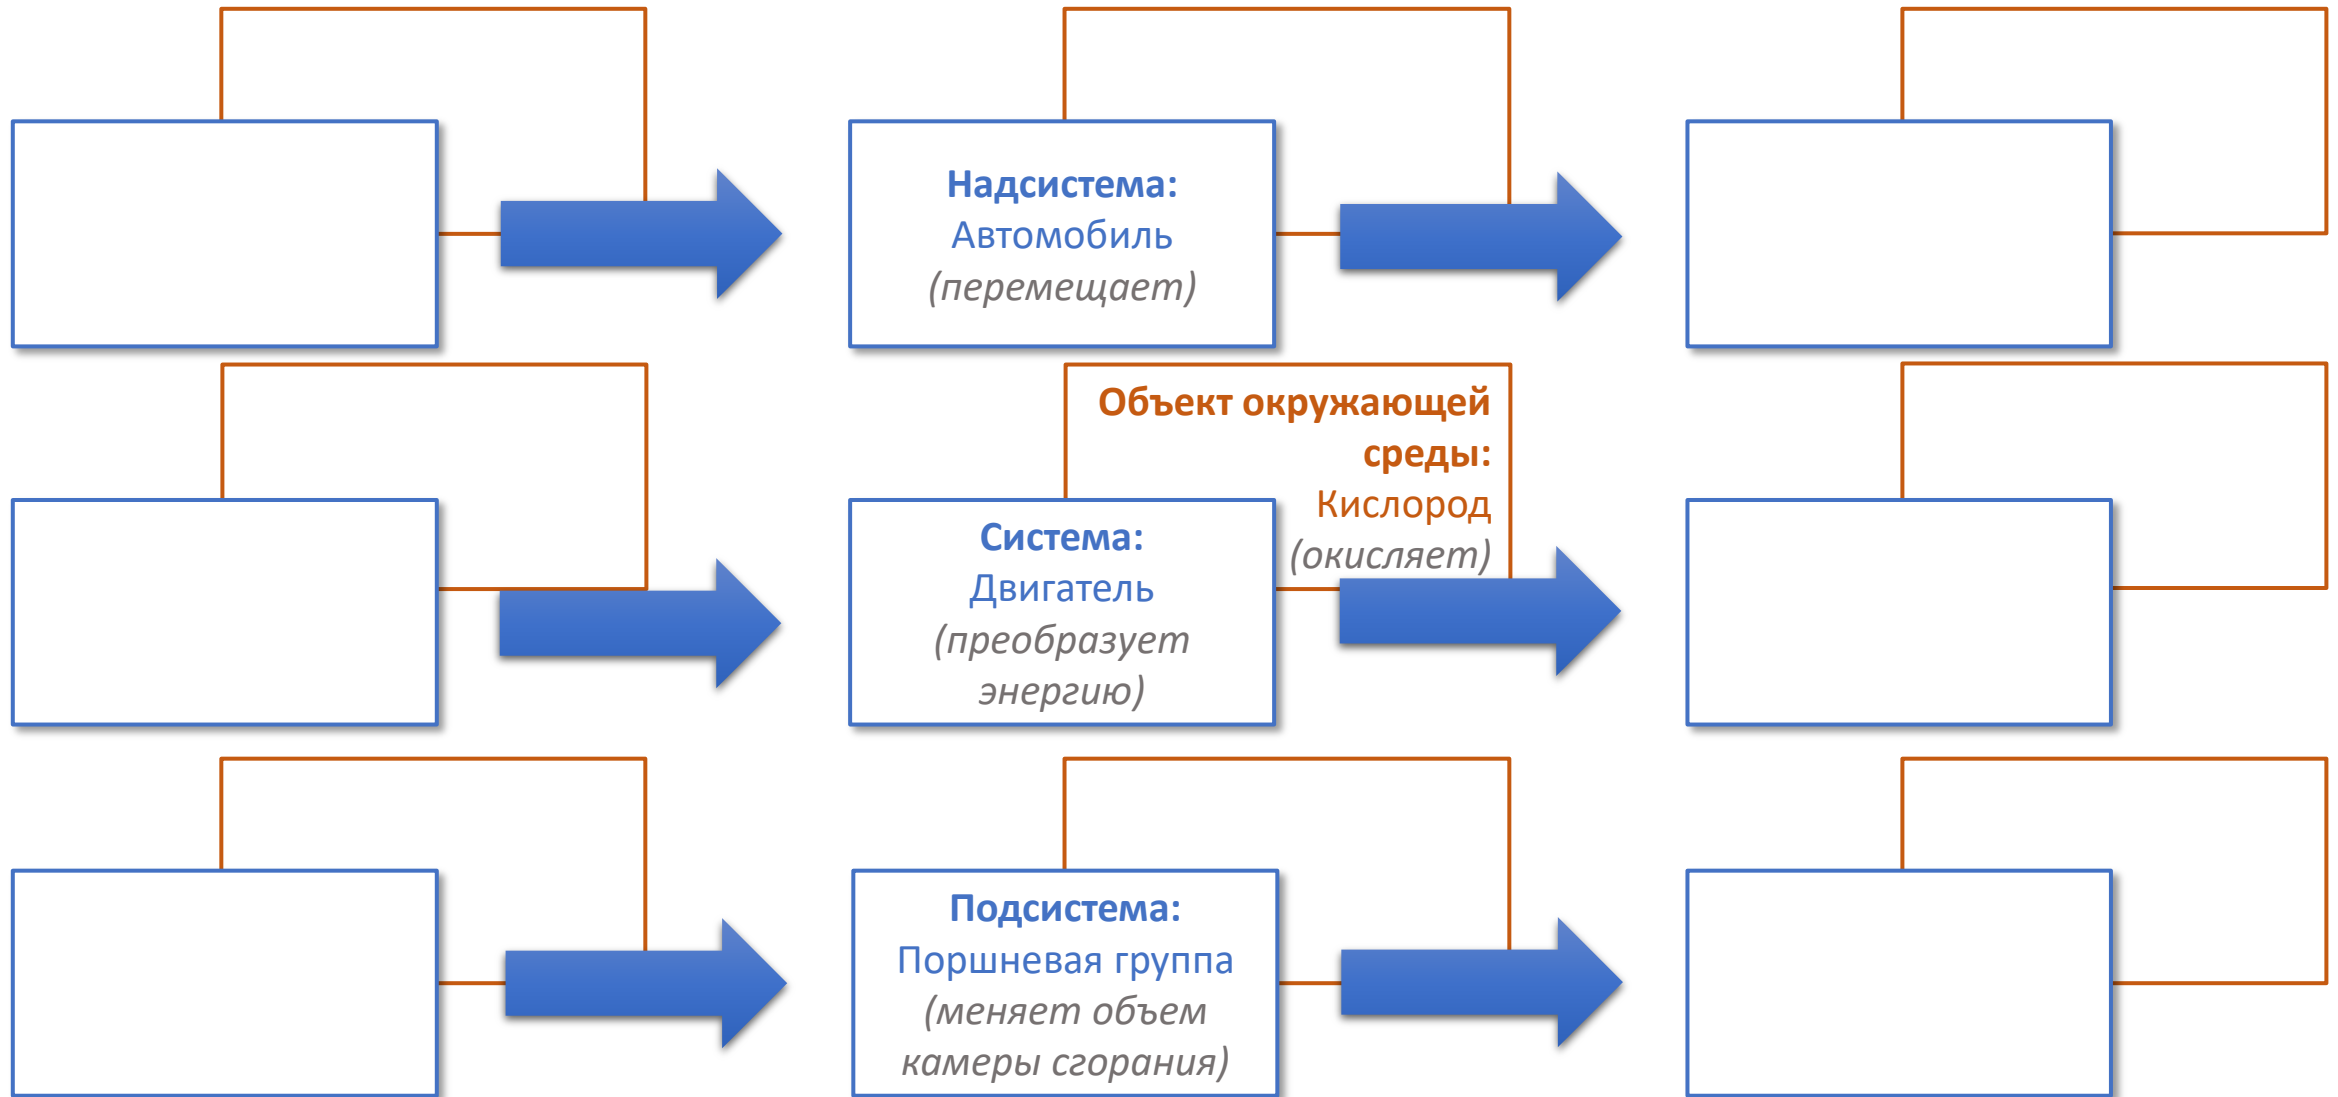 Надсистема:
Автомобиль
(перемещает)
Объект окружающей
среды:
Кислород
(окисляет)
Система:
Двигатель
(преобразует
энергию)
Подсистема:
Поршневая группа
(меняет объем
камеры сгорания)